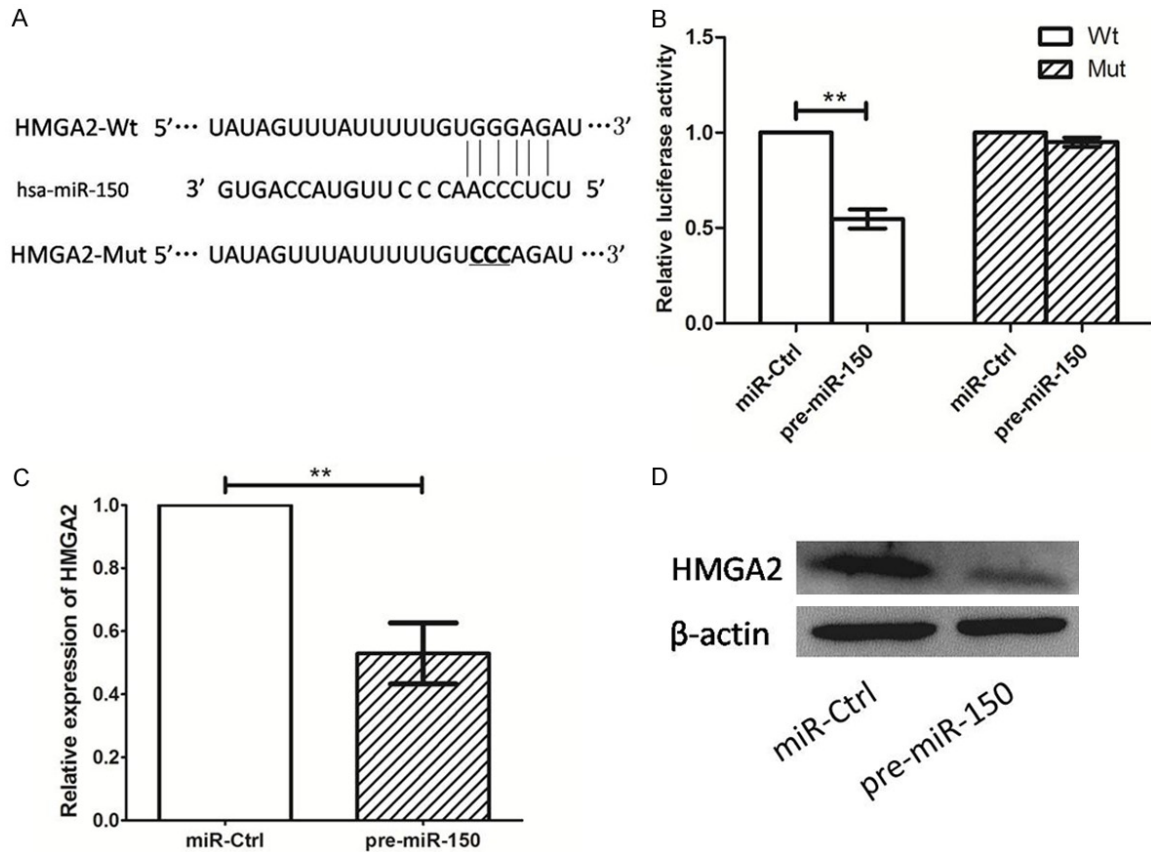 A
HMGA2-Wt 5′··· UAUAGUUUAUUUUUGUGGGAGAU ···3′
hsa-miR-150 3′ GUGACCAUGUU C C CAACCCUCU 5′
HMGA2-Mut 5′··· UAUAGUUUAUUUUUGUCCCAGAU ···3′
B
Relative luciferase activity
1.5
1.0
0.5
0.0
Wt
Mut
**
miR-Ctrl
pre-miR-150
miR-Ctrl
pre-miR-150
C
Relative expression of HMGA2
1.0
0.8
0.6
0.4
0.2
0.0
**
miR-Ctrl
pre-miR-150
D
HMGA2
β-actin
miR-Ctrl
pre-miR-150